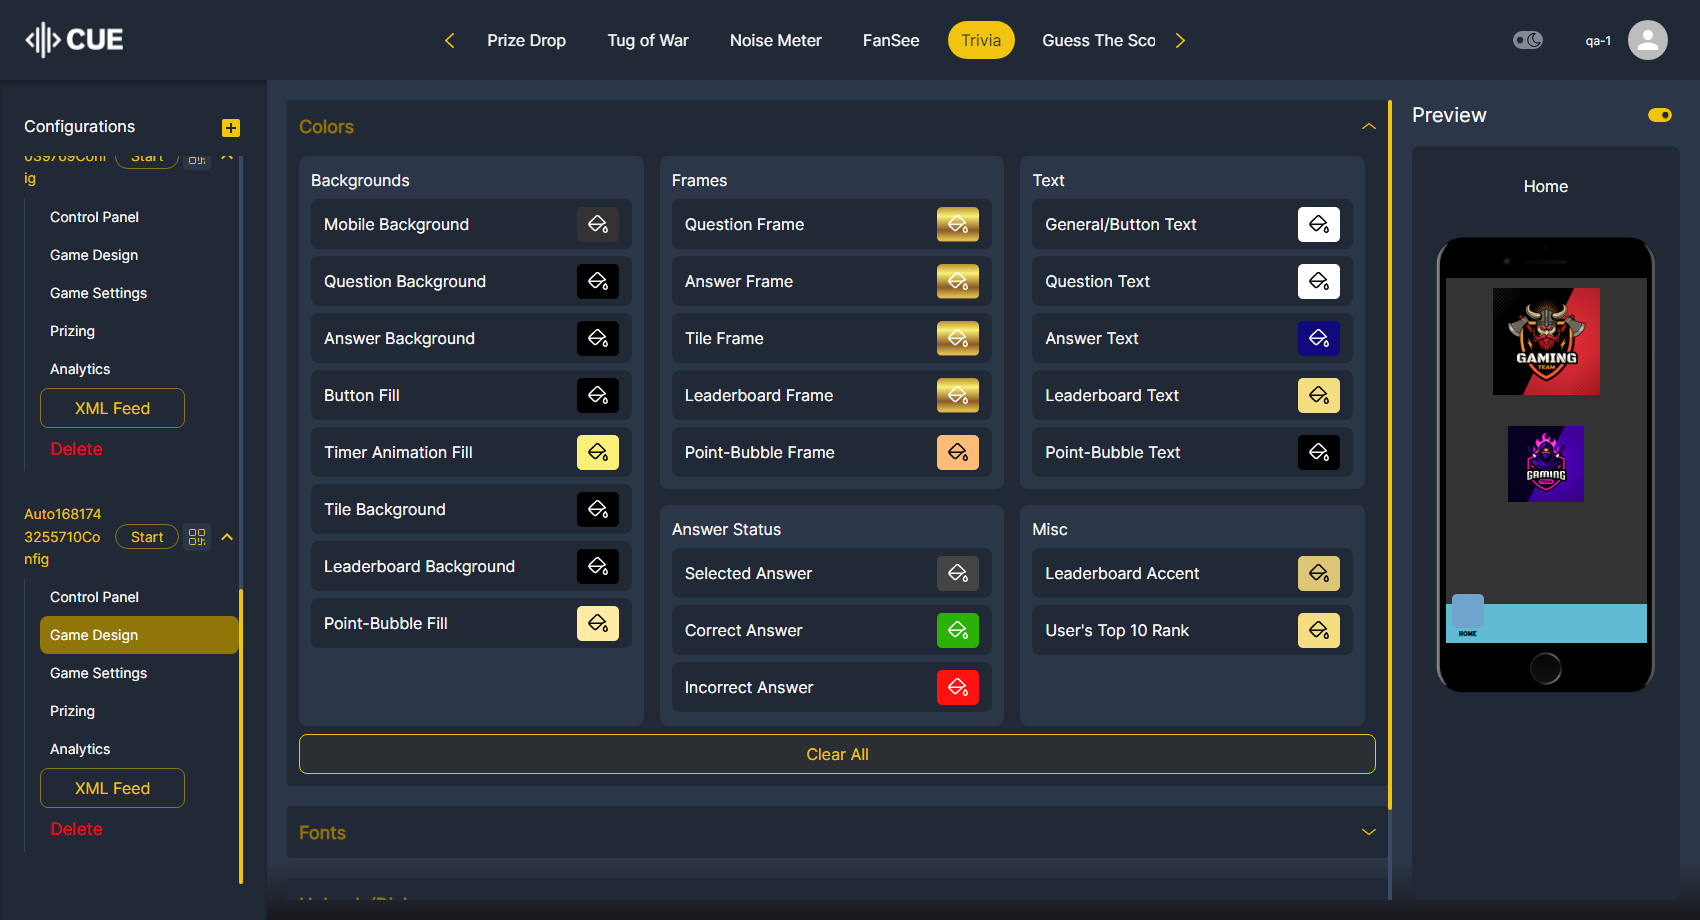 CUE
Prize Drop
Tug of War
Noise Meter
FanSee
Trivia
Guess The Sco
qa-1
Configurations
039769Conf
ig
Start
Control Panel
Game Design
Game Settings
Prizing
Analytics
XML Feed
Delete
Auto168174
3255710Co
nfig
Start
Control Panel
Game Design
Game Settings
Prizing
Analytics
XML Feed
Delete
Colors
Backgrounds
Mobile Background
Question Background
Answer Background
Button Fill
Timer Animation Fill
Tile Background
Leaderboard Background
Point-Bubble Fill
Frames
Question Frame
Answer Frame
Tile Frame
Leaderboard Frame
Point-Bubble Frame
Text
General/Button Text
Question Text
Answer Text
Leaderboard Text
Point-Bubble Text
Answer Status
Selected Answer
Correct Answer
Incorrect Answer
Misc
Leaderboard Accent
User's Top 10 Rank
Clear All
Fonts
Preview
Home
GAMING
TEAM
GAMING
TEAM
HOME